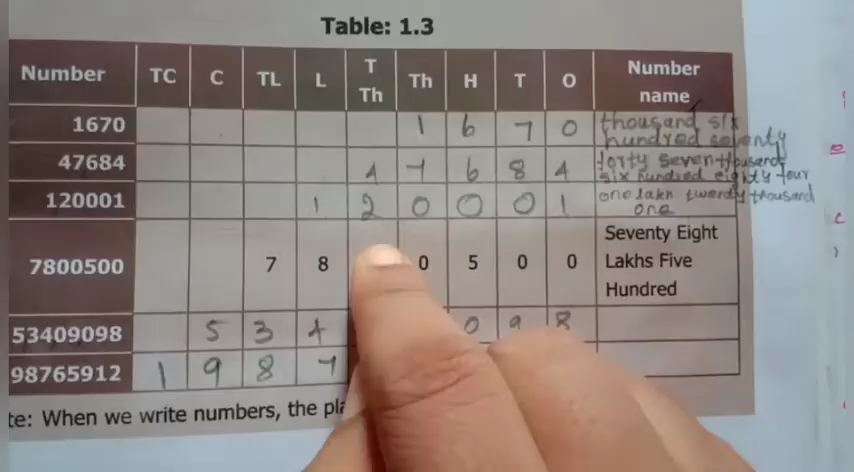 Table: 1.3
Number TC C TL L T Th Th H T O Number name
1670 1 6 7 0 thousand six hundred seventy
47684 4 7 6 8 4 forty seven thousand six hundred eighty four
120001 1 2 0 0 0 1 one lakh twenty thousand one
7800500 7 8 0 5 0 0 Seventy Eight Lakhs Five Hundred
53409098 5 3 4 0 9 8
98765912 1 9 8 7
te: When we write numbers, the pla